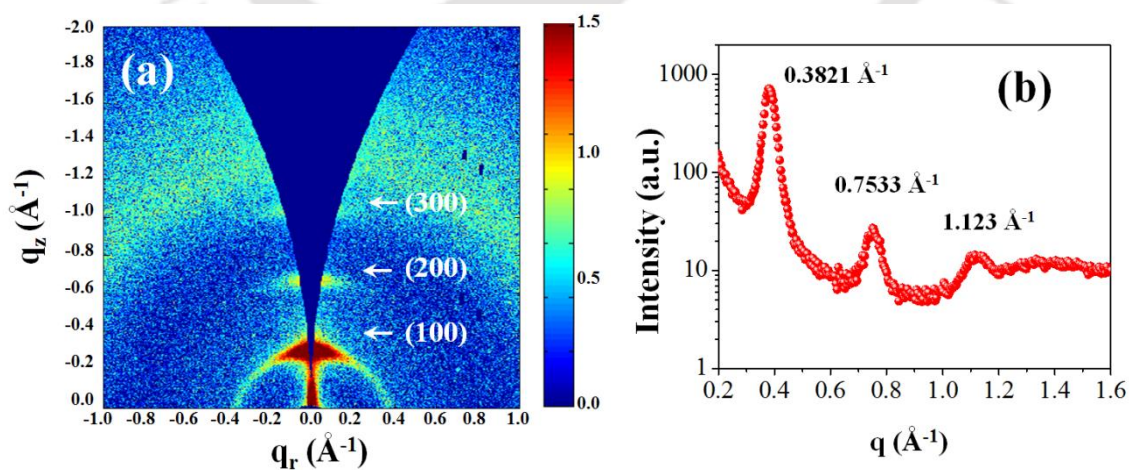 (a)
q_z (Å⁻¹)
-2.0
-1.8
-1.6
-1.4
-1.2
-1.0
-0.8
-0.6
-0.4
-0.2
0.0
(300)
(200)
(100)
-1.0 -0.8 -0.6 -0.4 -0.2 0.0 0.2 0.4 0.6 0.8 1.0
q_r (Å⁻¹)
1.5
1.0
0.5
0.0
(b)
Intensity (a.u.)
1000
100
10
1
0.3821 Å⁻¹
0.7533 Å⁻¹
1.123 Å⁻¹
0.2 0.4 0.6 0.8 1.0 1.2 1.4 1.6
q (Å⁻¹)